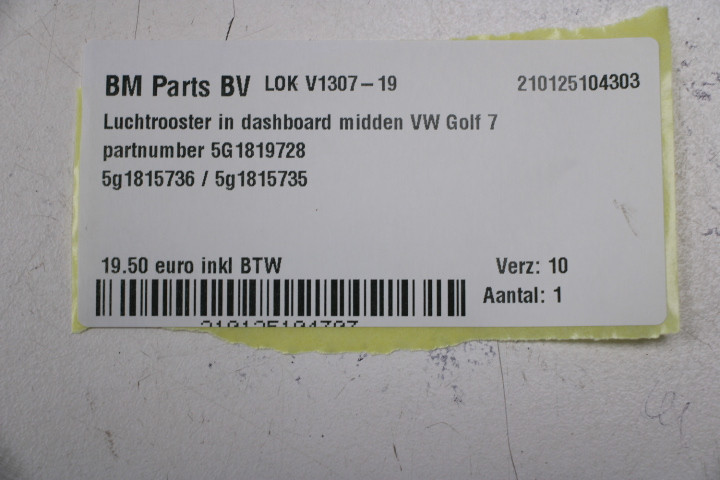 BM Parts BV LOK V1307-19 210125104303
Luchtrooster in dashboard midden VW Golf 7
partnumber 5G1819728
5g1815736 / 5g1815735
19.50 euro inkl BTW Verz: 10
Aantal: 1